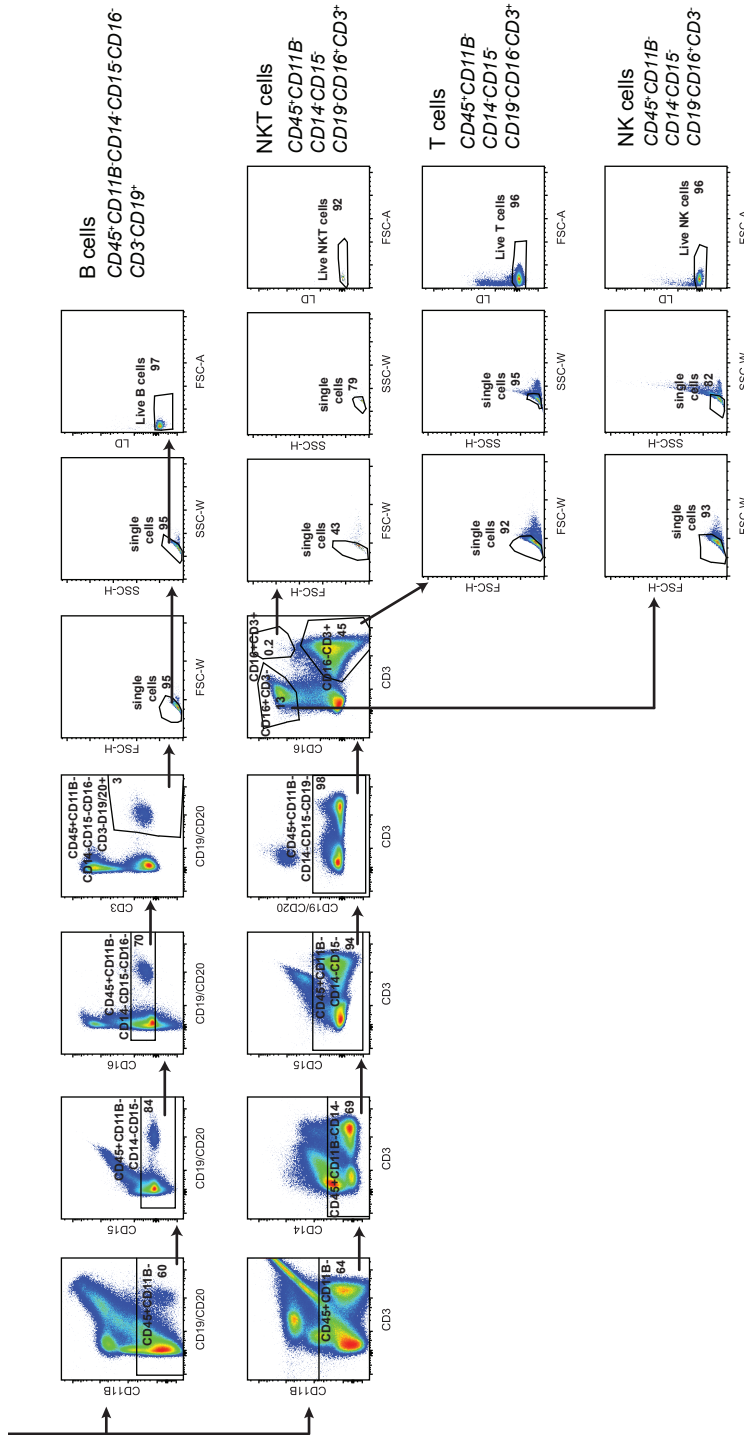 CD11B
CD45+CD11B-
60
CD19/CD20
CD15
CD45+CD11B-
CD14-CD15-
84
CD19/CD20
CD16
CD45+CD11B-
CD14-CD15-CD16-
70
CD19/CD20
CD3
CD45+CD11B-
CD14-CD15-CD16-
CD3-D19/20+
3
CD19/CD20
FSC-H
single
cells
95
FSC-W
SSC-H
single
cells
95
SSC-W
LD
Live B cells
97
FSC-A
B cells
CD45⁺CD11B⁻CD14⁻CD15⁻CD16⁻
CD3⁻CD19⁺
CD11B
CD45+CD11B-
64
CD3
CD14
CD45+CD11B-CD14-
69
CD3
CD15
CD45+CD11B-
CD14-CD15-
94
CD3
CD19/CD20
CD45+CD11B-
CD14-CD15-CD19-
98
CD3
CD16
CD16+CD3-
13
CD16+CD3+
0.2
CD16-CD3+
45
CD3
FSC-H
single
cells
43
FSC-W
SSC-H
single
cells
79
SSC-W
LD
Live NKT cells
92
FSC-A
NKT cells
CD45⁺CD11B⁻
CD14⁻CD15⁻
CD19⁻CD16⁺CD3⁺
FSC-H
single
cells
92
FSC-W
SSC-H
single
cells
95
SSC-W
LD
Live T cells
96
FSC-A
T cells
CD45⁺CD11B⁻
CD14⁻CD15⁻
CD19⁻CD16⁻CD3⁺
FSC-H
single
cells
93
FSC-W
SSC-H
single
cells
82
SSC-W
LD
Live NK cells
96
FSC-A
NK cells
CD45⁺CD11B⁻
CD14⁻CD15⁻
CD19⁻CD16⁺CD3⁻